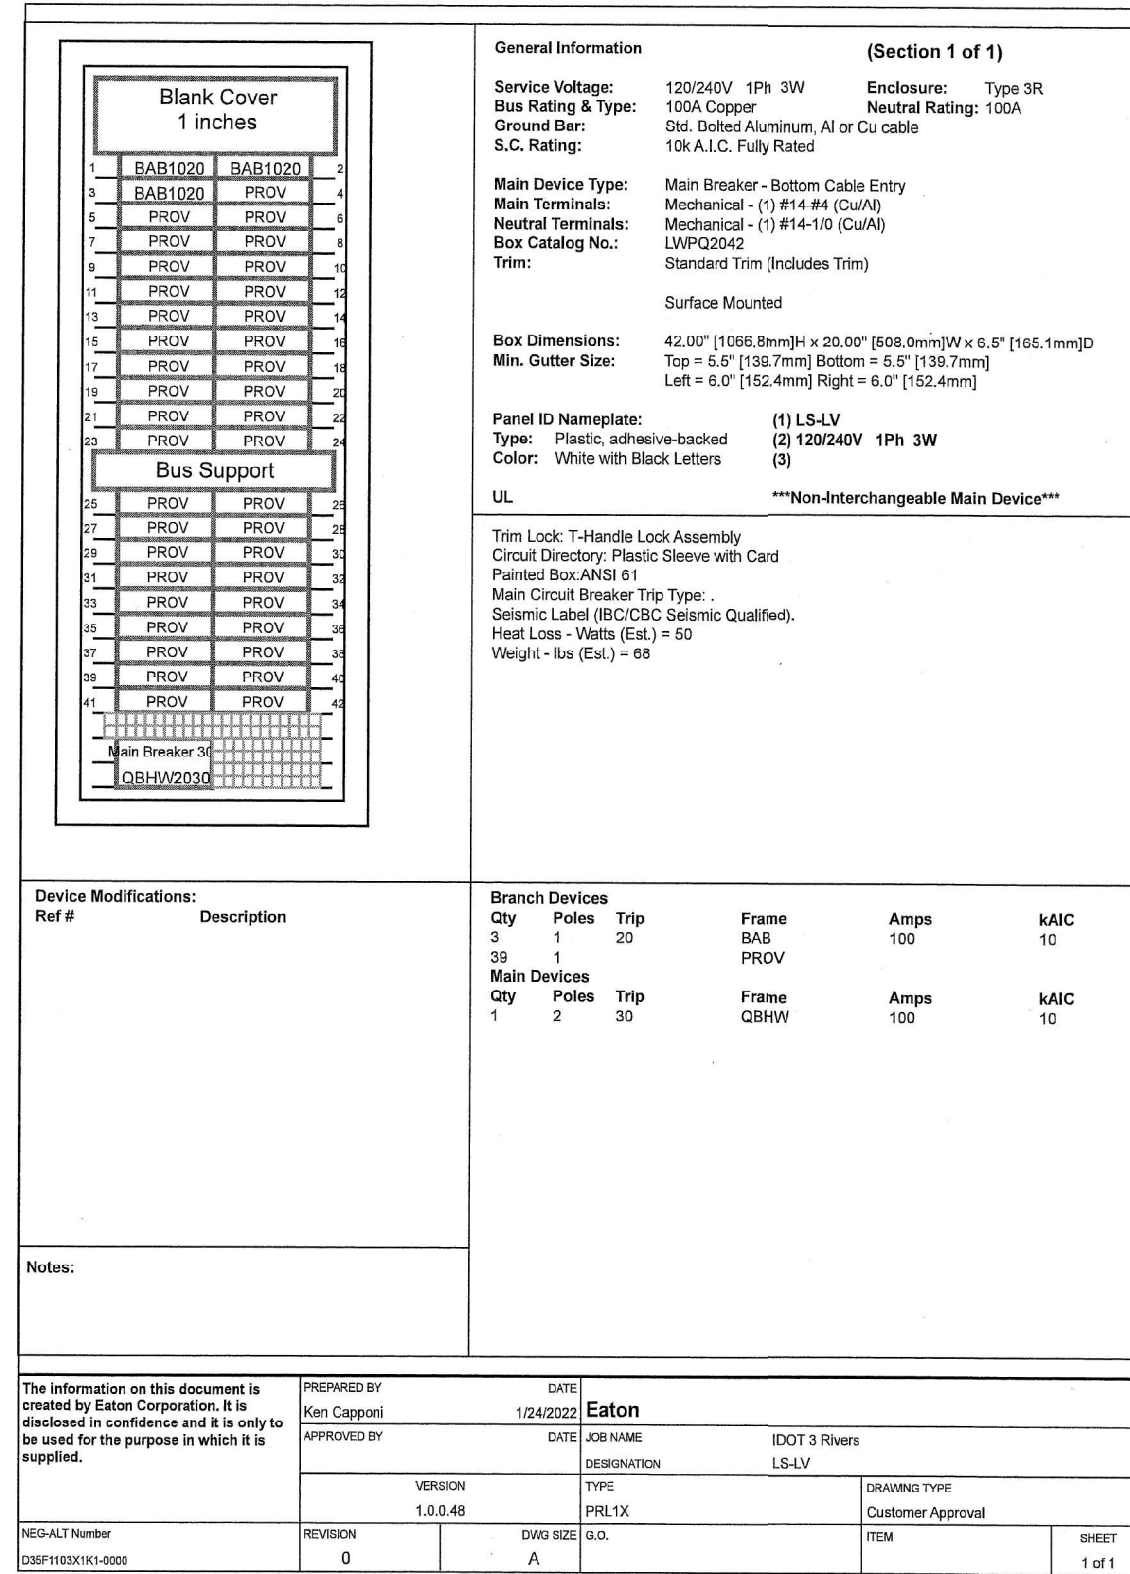 Blank Cover
1 inches
1 BAB1020 BAB1020 2
3 BAB1020 PROV 4
5 PROV PROV 6
7 PROV PROV 8
9 PROV PROV 10
11 PROV PROV 12
13 PROV PROV 14
15 PROV PROV 16
17 PROV PROV 18
19 PROV PROV 20
21 PROV PROV 22
23 PROV PROV 24
Bus Support
25 PROV PROV 26
27 PROV PROV 28
29 PROV PROV 30
31 PROV PROV 32
33 PROV PROV 34
35 PROV PROV 36
37 PROV PROV 38
39 PROV PROV 40
41 PROV PROV 42
Main Breaker 30
QBHW2030
General Information (Section 1 of 1)
Service Voltage: 120/240V 1Ph 3W Enclosure: Type 3R
Bus Rating & Type: 100A Copper Neutral Rating: 100A
Ground Bar: Std. Bolted Aluminum, Al or Cu cable
S.C. Rating: 10k A.I.C. Fully Rated
Main Device Type: Main Breaker - Bottom Cable Entry
Main Terminals: Mechanical - (1) #14-#4 (Cu/Al)
Neutral Terminals: Mechanical - (1) #14-1/0 (Cu/Al)
Box Catalog No.: LWPQ2042
Trim: Standard Trim (Includes Trim)
Surface Mounted
Box Dimensions: 42.00" [1066.8mm]H x 20.00" [508.0mm]W x 6.5" [165.1mm]D
Min. Gutter Size: Top = 5.5" [139.7mm] Bottom = 5.5" [139.7mm]
Left = 6.0" [152.4mm] Right = 6.0" [152.4mm]
Panel ID Nameplate: (1) LS-LV
Type: Plastic, adhesive-backed (2) 120/240V 1Ph 3W
Color: White with Black Letters (3)
UL ***Non-Interchangeable Main Device***
Trim Lock: T-Handle Lock Assembly
Circuit Directory: Plastic Sleeve with Card
Painted Box:ANSI 61
Main Circuit Breaker Trip Type: .
Seismic Label (IBC/CBC Seismic Qualified).
Heat Loss - Watts (Est.) = 50
Weight - lbs (Est.) = 68
Device Modifications:
Ref # Description
Branch Devices
Qty Poles Trip Frame Amps kAIC
3 1 20 BAB 100 10
39 1 PROV
Main Devices
Qty Poles Trip Frame Amps kAIC
1 2 30 QBHW 100 10
Notes:
The information on this document is
created by Eaton Corporation. It is
disclosed in confidence and it is only to
be used for the purpose in which it is
supplied.
PREPARED BY DATE
Ken Capponi 1/24/2022
Eaton
APPROVED BY DATE
JOB NAME IDOT 3 Rivers
DESIGNATION LS-LV
VERSION
1.0.0.48
TYPE
PRL1X
DRAWING TYPE
Customer Approval
NEG-ALT Number
D35F1103X1K1-0000
REVISION
0
DWG SIZE
A
G.O.
ITEM
SHEET
1 of 1